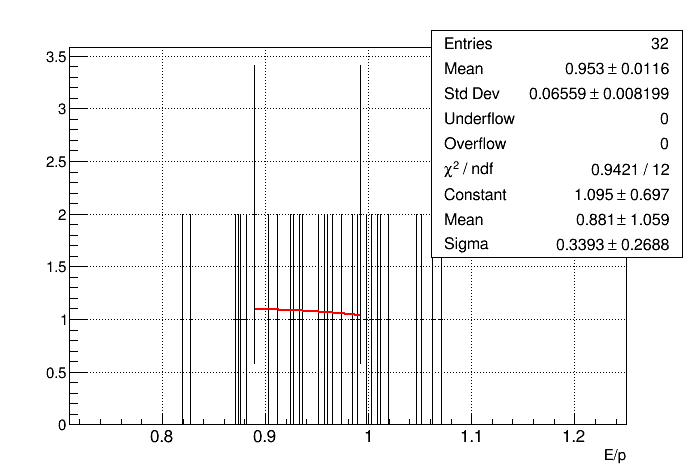 Entries 32
Mean 0.953 ± 0.0116
Std Dev 0.06559 ± 0.008199
Underflow 0
Overflow 0
χ² / ndf 0.9421 / 12
Constant 1.095 ± 0.697
Mean 0.881 ± 1.059
Sigma 0.3393 ± 0.2688
3.5
3
2.5
2
1.5
1
0.5
0
0.8 0.9 1 1.1 1.2
E/p